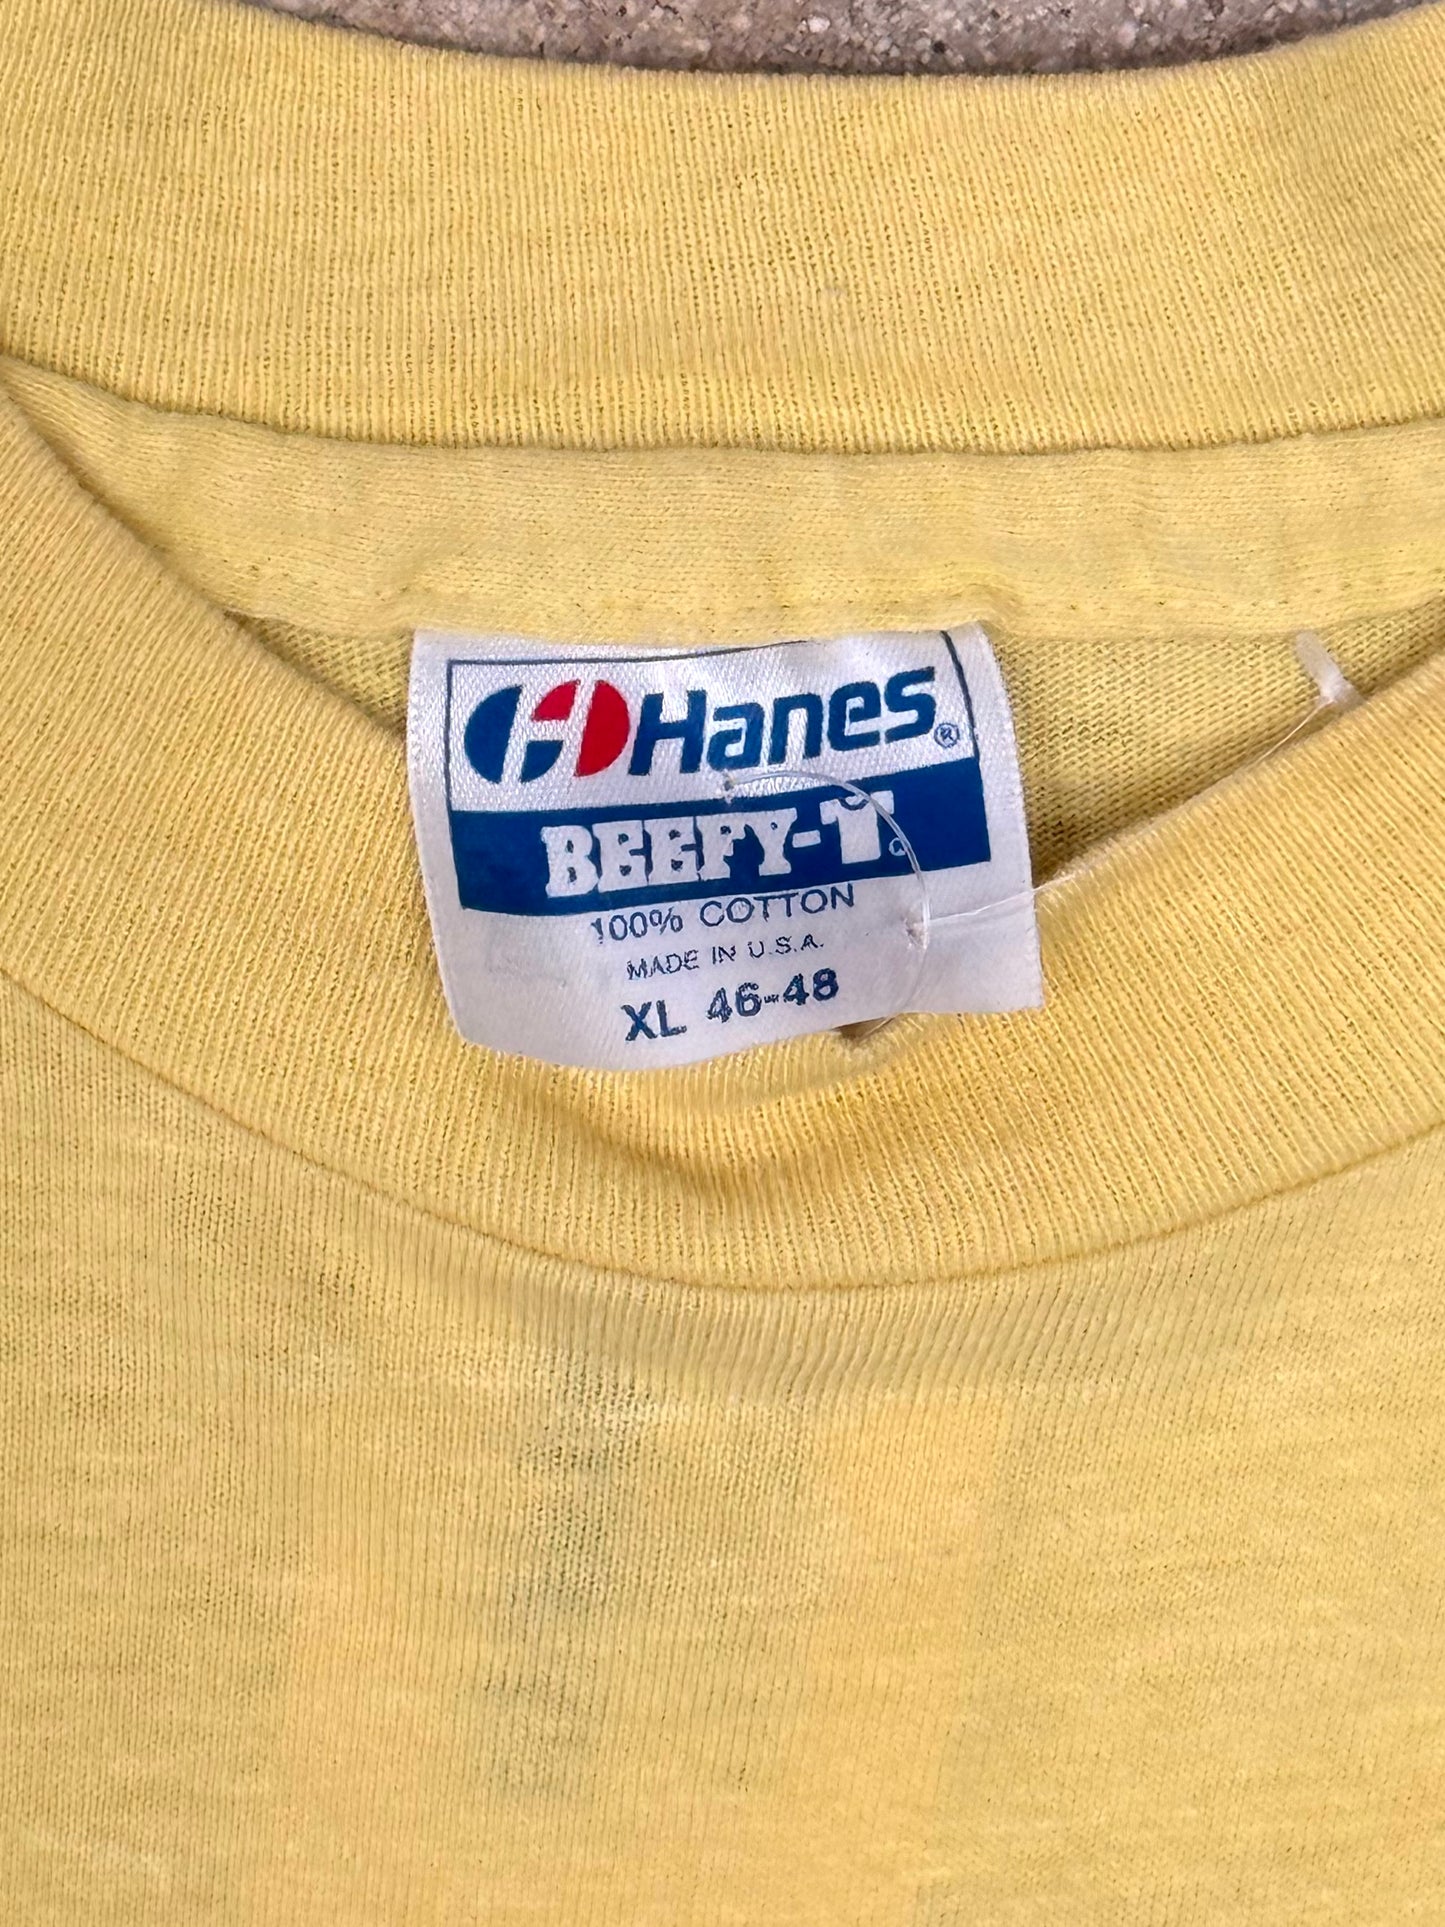 Hanes®
BEEFY-T®
100% COTTON
MADE IN U.S.A.
XL 46-48